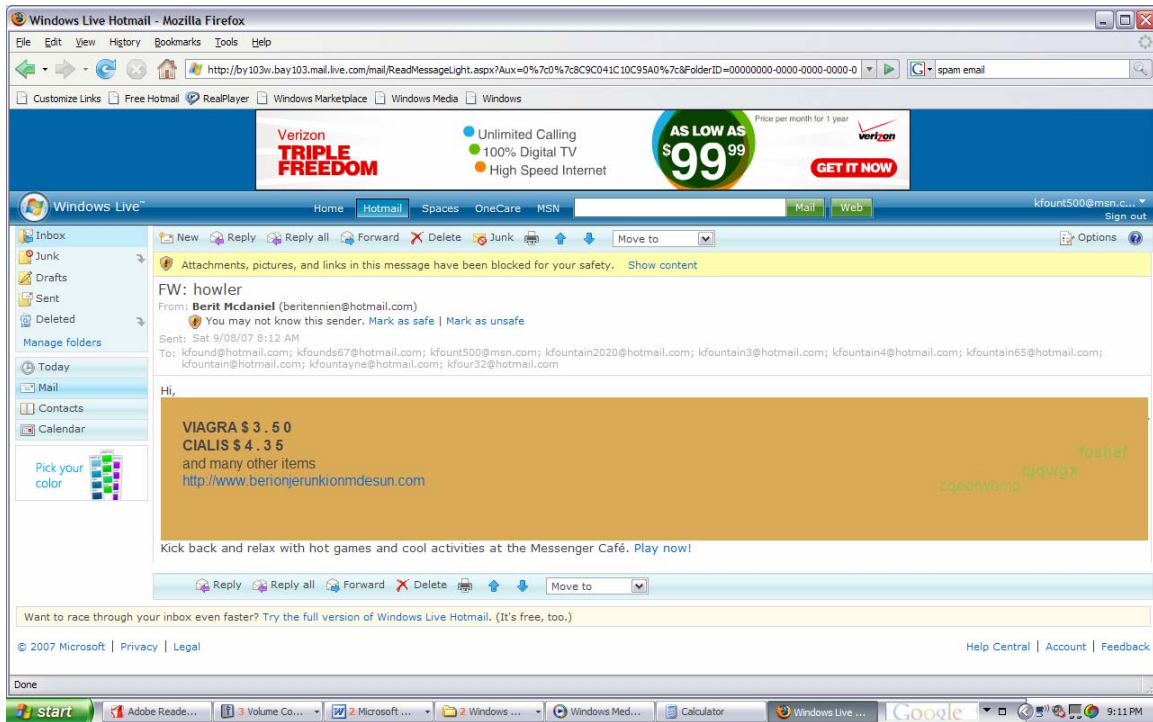 Windows Live Hotmail - Mozilla Firefox
File Edit View History Bookmarks Tools Help
http://by103w.bay103.mail.live.com/mail/ReadMessageLight.aspx?Aux=0%7c0%7c8C9C041C10C95A0%7c&FolderID=00000000-0000-0000-0000-0 G spam email
Customize Links Free Hotmail RealPlayer Windows Marketplace Windows Media Windows
Price per month for 1 year
Verizon Unlimited Calling AS LOW AS verizon
TRIPLE 100% Digital TV $99 99
FREEDOM High Speed Internet GET IT NOW
Windows Live™ Home Hotmail Spaces OneCare MSN Mail Web kfount500@msn.c...
Sign out
Inbox New Reply Reply all Forward Delete Junk Move to Options
Junk
Drafts
Sent
Deleted
Manage folders
Today
Mail
Contacts
Calendar
Pick your
color
Attachments, pictures, and links in this message have been blocked for your safety. Show content
FW: howler
From: Berit Mcdaniel (beritennien@hotmail.com)
You may not know this sender. Mark as safe | Mark as unsafe
Sent: Sat 9/08/07 8:12 AM
To: kfound@hotmail.com; kfounds67@hotmail.com; kfount500@msn.com; kfountain2020@hotmail.com; kfountain3@hotmail.com; kfountain4@hotmail.com; kfountain65@hotmail.com;
kfountain@hotmail.com; kfountayne@hotmail.com; kfour32@hotmail.com
Hi,
VIAGRA $ 3 . 5 0
CIALIS $ 4 . 3 5
and many other items
http://www.berionjerunkionmdesun.com
qjqwgx
Kick back and relax with hot games and cool activities at the Messenger Café. Play now!
Reply Reply all Forward Delete Move to
Want to race through your inbox even faster? Try the full version of Windows Live Hotmail. (It's free, too.)
© 2007 Microsoft | Privacy | Legal Help Central | Account | Feedback
Done
start Adobe Reade... 3 Volume Co... 2 Microsoft ... 2 Windows ... Windows Med... Calculator Windows Live ... Google 9:11 PM